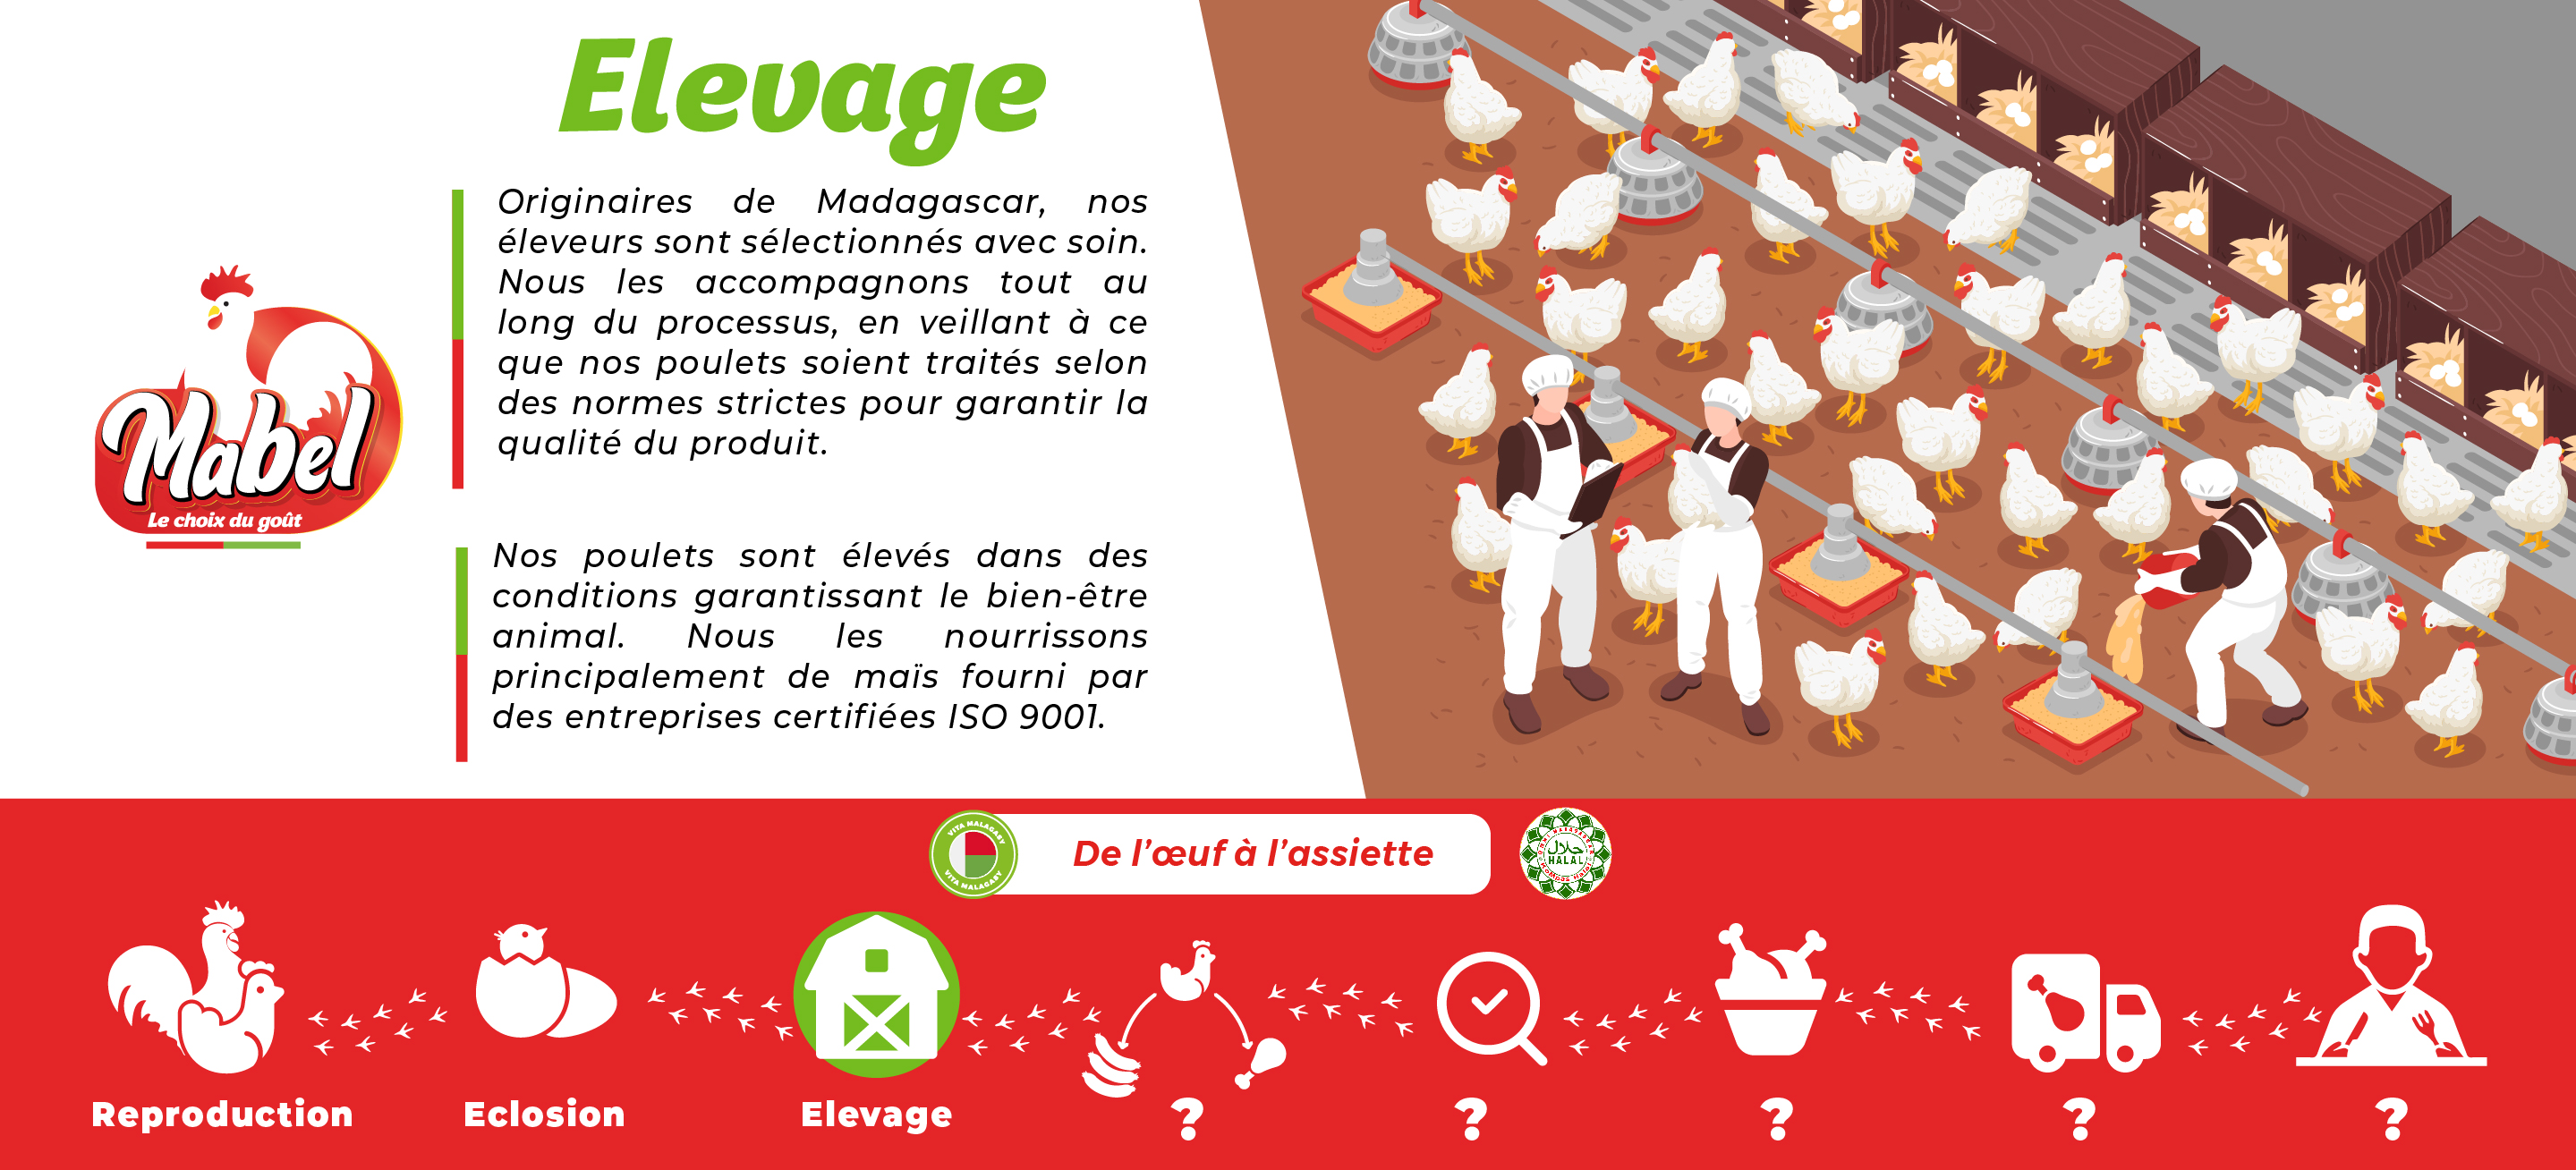 Elevage
Originaires de Madagascar, nos
éleveurs sont sélectionnés avec soin.
Nous les accompagnons tout au
long du processus, en veillant à ce
que nos poulets soient traités selon
des normes strictes pour garantir la
qualité du produit.
Mabel
Le choix du goût
Nos poulets sont élevés dans des
conditions garantissant le bien-être
animal. Nous les nourrissons
principalement de maïs fourni par
des entreprises certifiées ISO 9001.
VITA MALAGASY
VITA MALAGASY
De l’œuf à l’assiette
حلال
HALAL
Reproduction
Eclosion
Elevage
?
?
?
?
?